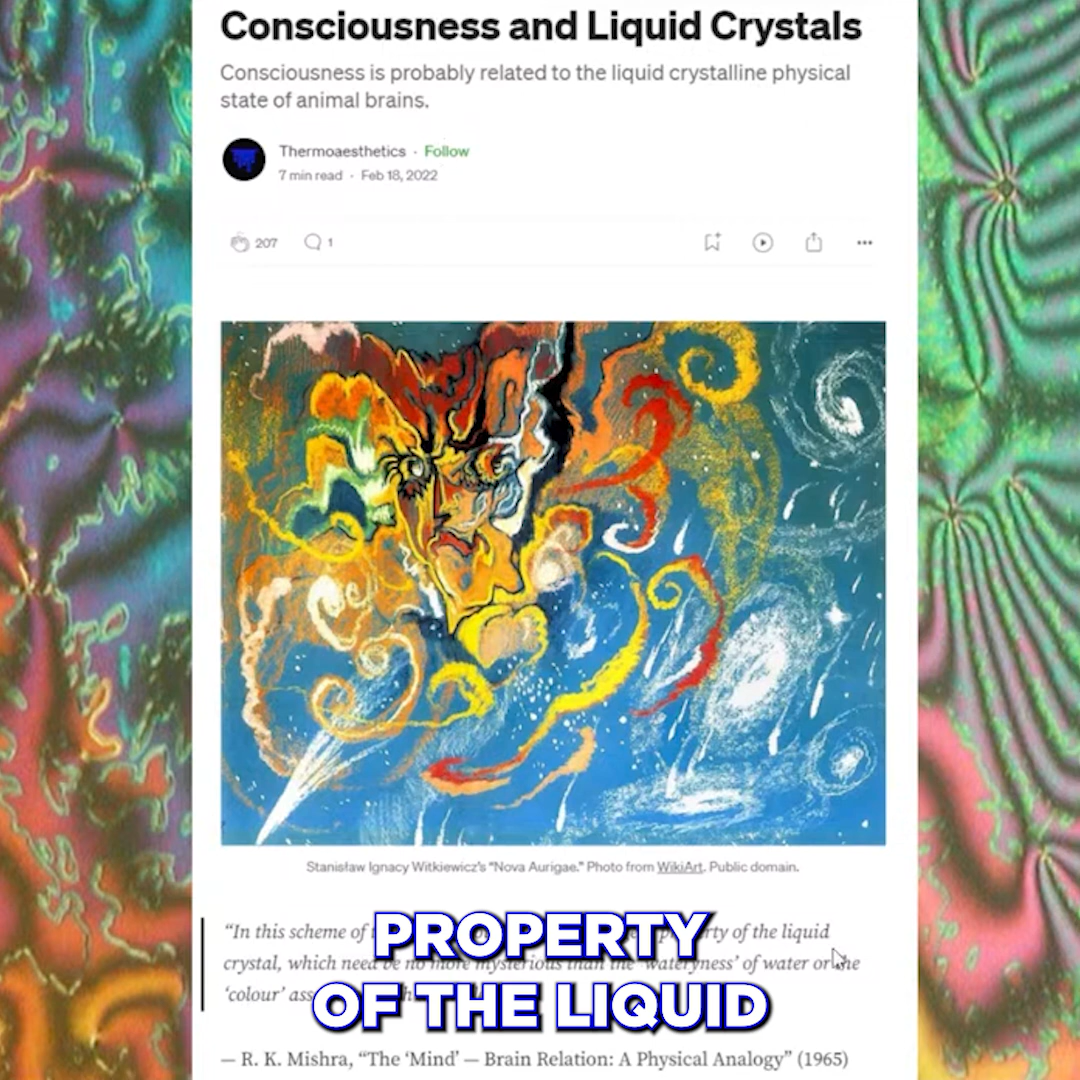 Consciousness and Liquid Crystals
Consciousness is probably related to the liquid crystalline physical
state of animal brains.
Thermoaesthetics · Follow
7 min read · Feb 18, 2022
207 1
Stanisław Ignacy Witkiewicz's "Nova Aurigae." Photo from WikiArt. Public domain.
“In this scheme of of the liquid
crystal, which need be no more mysterious than the ‘wateryness’ of water or the
‘colour’
PROPERTY
OF THE LIQUID
— R. K. Mishra, “The ‘Mind’ — Brain Relation: A Physical Analogy” (1965)